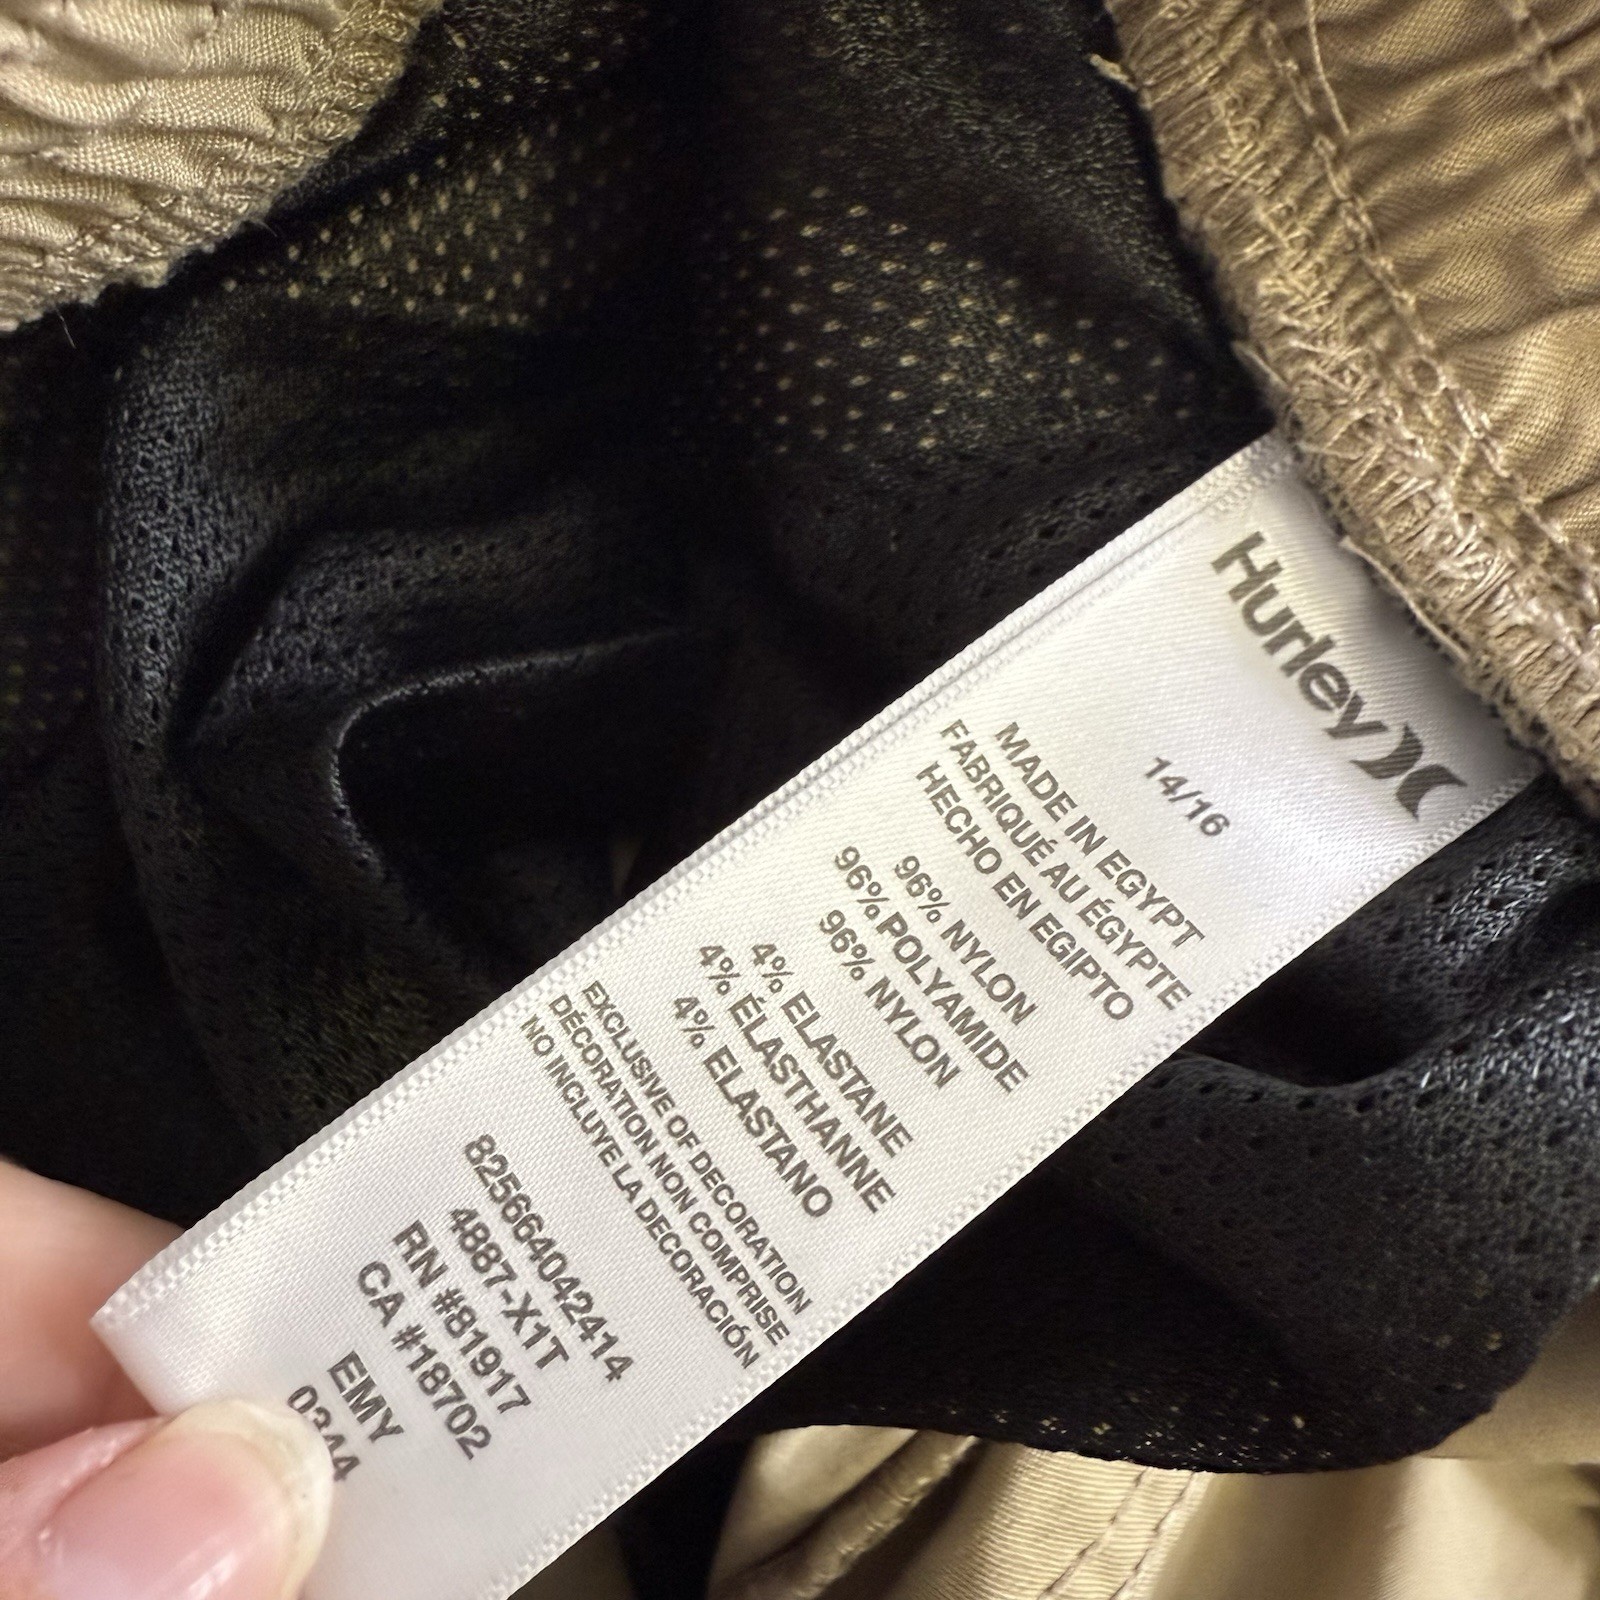 Hurley
14/16
MADE IN EGYPT
FABRIQUÉ AU ÉGYPTE
HECHO EN EGIPTO
96% NYLON
96% POLYAMIDE
96% NYLON
4% ELASTANE
4% ÉLASTHANNE
4% ELASTANO
EXCLUSIVE OF DECORATION
DÉCORATION NON COMPRISE
NO INCLUYE LA DECORACIÓN
825664042414
4887-X1T
RN #81917
CA #18702
EMY